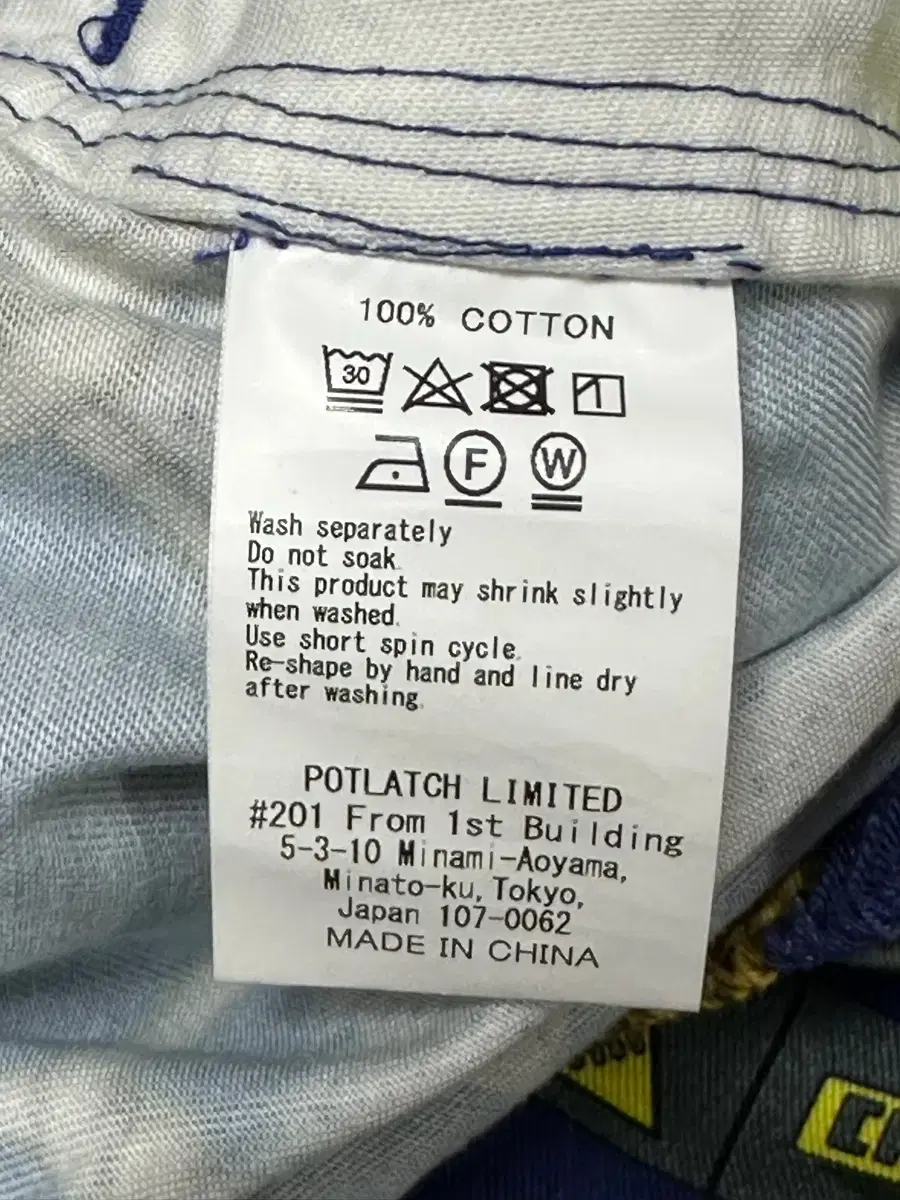 100% COTTON
30
F W
Wash separately
Do not soak.
This product may shrink slightly
when washed.
Use short spin cycle.
Re-shape by hand and line dry
after washing.
POTLATCH LIMITED
#201 From 1st Building
5-3-10 Minami-Aoyama,
Minato-ku, Tokyo,
Japan 107-0062
MADE IN CHINA